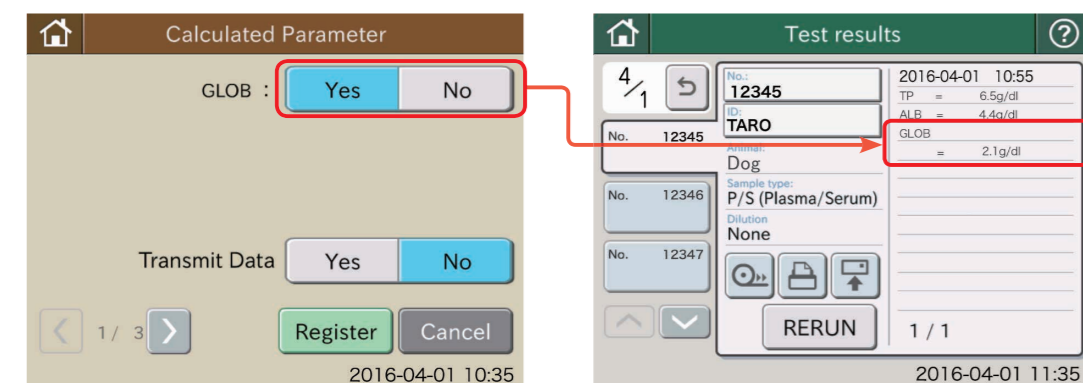 Calculated Parameter
GLOB : Yes No
Transmit Data Yes No
1/ 3
Register Cancel
2016-04-01 10:35
Test results
?
4/1
No. 12345
No. 12346
No. 12347
No.:
12345
ID:
TARO
Animal:
Dog
Sample type:
P/S (Plasma/Serum)
Dilution
None
RERUN
2016-04-01 10:55
TP = 6.5g/dl
ALB = 4.4g/dl
GLOB
= 2.1g/dl
1 / 1
2016-04-01 11:35